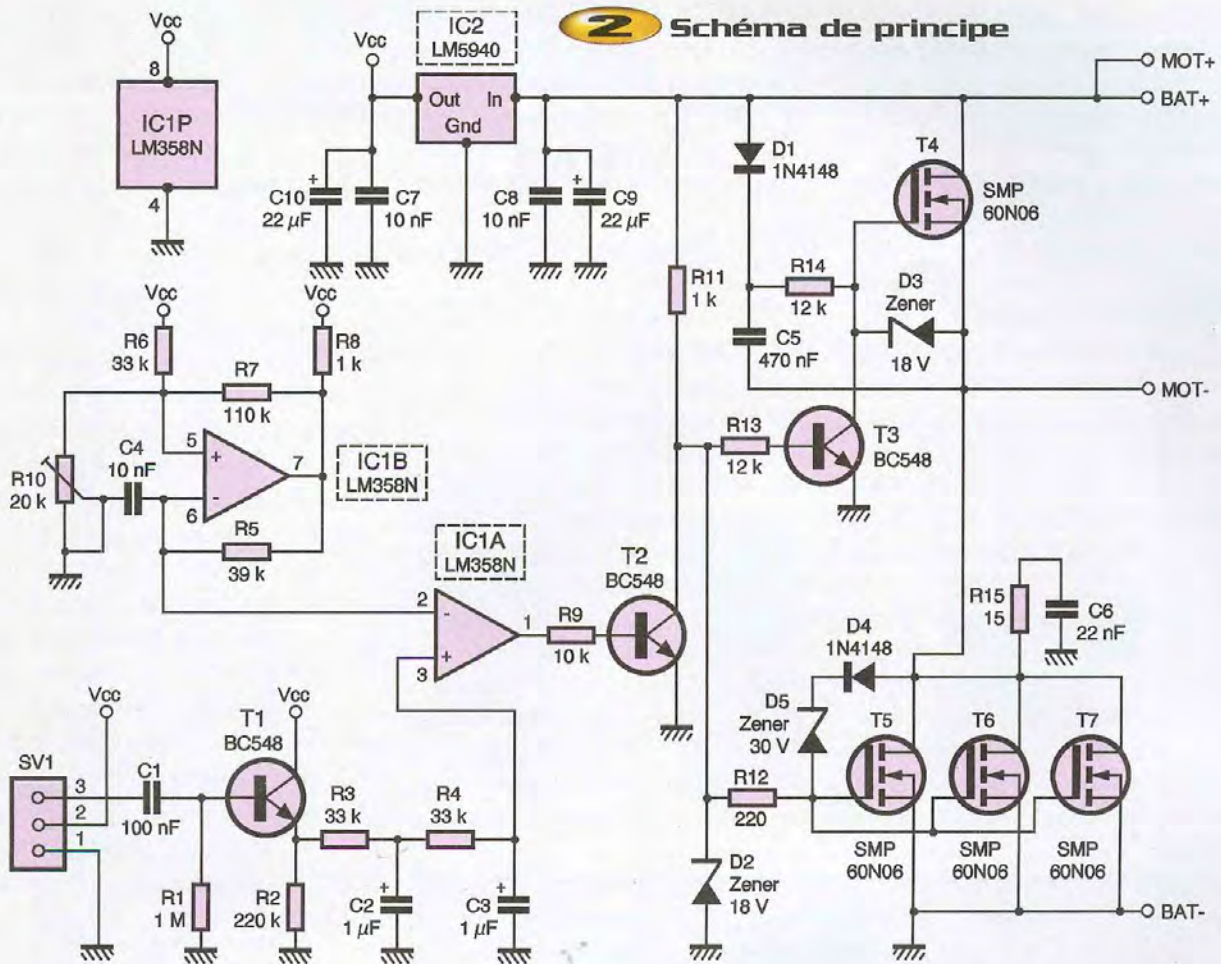 2 Schéma de principe
Vcc
8
IC1P
LM358N
4
Vcc
IC2
LM5940
Out In
Gnd
C10
22 µF
C7
10 nF
C8
10 nF
C9
22 µF
MOT+
BAT+
D1
1N4148
T4
SMP
60N06
R11
1 k
R14
12 k
D3
Zener
18 V
C5
470 nF
MOT-
Vcc
R6
33 k
Vcc
R8
1 k
R7
110 k
C4
10 nF
R10
20 k
5
+
7
6
-
IC1B
LM358N
R5
39 k
R13
12 k
T3
BC548
IC1A
LM358N
2
-
1
3
+
R9
10 k
T2
BC548
R15
15
C6
22 nF
D4
1N4148
D5
Zener
30 V
T5
T6
T7
R12
220
SMP
60N06
SMP
60N06
SMP
60N06
D2
Zener
18 V
BAT-
SV1
3
2
1
Vcc
C1
100 nF
T1
BC548
Vcc
R3
33 k
R4
33 k
R1
1 M
R2
220 k
+
C2
1 µF
+
C3
1 µF